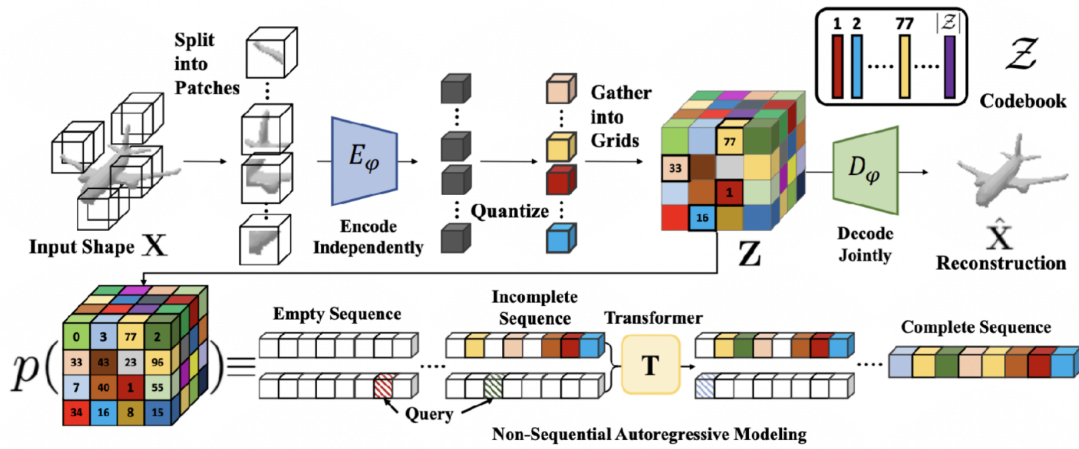 Split
into
Patches
Input Shape X
Eφ
Encode
Independently
Quantize
Gather
into
Grids
77
33
1
16
Z
1 2 77 |Z|
Z
Codebook
Dφ
Decode
Jointly
X̂
Reconstruction
p(
0 3 77 2
33 43 23 96
7 40 1 55
34 16 8 15
)=
Empty Sequence
Query
Incomplete
Sequence
Transformer
T
Complete Sequence
Non-Sequential Autoregressive Modeling